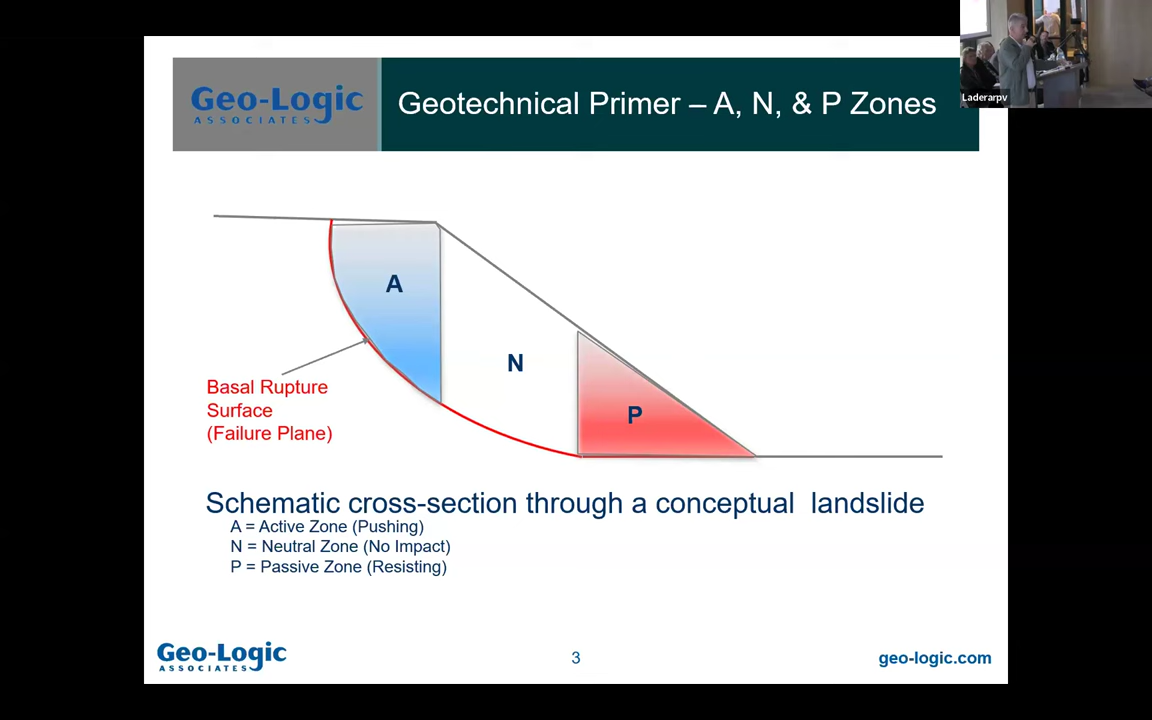 Laderarpv
Geo-Logic
ASSOCIATES
Geotechnical Primer – A, N, & P Zones
A
N
P
Basal Rupture
Surface
(Failure Plane)
Schematic cross-section through a conceptual landslide
A = Active Zone (Pushing)
N = Neutral Zone (No Impact)
P = Passive Zone (Resisting)
Geo-Logic
ASSOCIATES
3
geo-logic.com